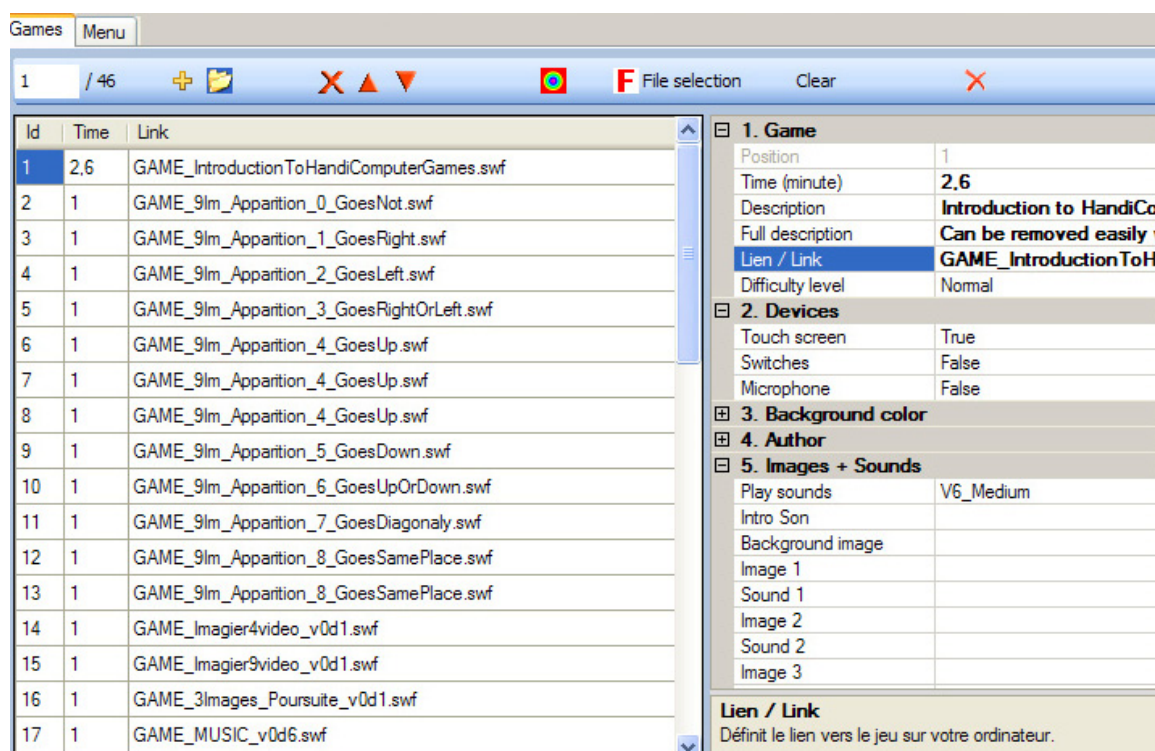 Games Menu
1 / 46 F File selection Clear
Id Time Link
1 2,6 GAME_IntroductionToHandiComputerGames.swf
2 1 GAME_9Im_Apparition_0_GoesNot.swf
3 1 GAME_9Im_Apparition_1_GoesRight.swf
4 1 GAME_9Im_Apparition_2_GoesLeft.swf
5 1 GAME_9Im_Apparition_3_GoesRightOrLeft.swf
6 1 GAME_9Im_Apparition_4_GoesUp.swf
7 1 GAME_9Im_Apparition_4_GoesUp.swf
8 1 GAME_9Im_Apparition_4_GoesUp.swf
9 1 GAME_9Im_Apparition_5_GoesDown.swf
10 1 GAME_9Im_Apparition_6_GoesUpOrDown.swf
11 1 GAME_9Im_Apparition_7_GoesDiagonaly.swf
12 1 GAME_9Im_Apparition_8_GoesSamePlace.swf
13 1 GAME_9Im_Apparition_8_GoesSamePlace.swf
14 1 GAME_Imagier4video_v0d1.swf
15 1 GAME_Imagier9video_v0d1.swf
16 1 GAME_3Images_Poursuite_v0d1.swf
17 1 GAME_MUSIC_v0d6.swf
1. Game
Position 1
Time (minute) 2,6
Description Introduction to HandiCo
Full description Can be removed easily
Lien / Link GAME_IntroductionToH
Difficulty level Normal
2. Devices
Touch screen True
Switches False
Microphone False
3. Background color
4. Author
5. Images + Sounds
Play sounds V6_Medium
Intro Son
Background image
Image 1
Sound 1
Image 2
Sound 2
Image 3
Lien / Link
Définit le lien vers le jeu sur votre ordinateur.